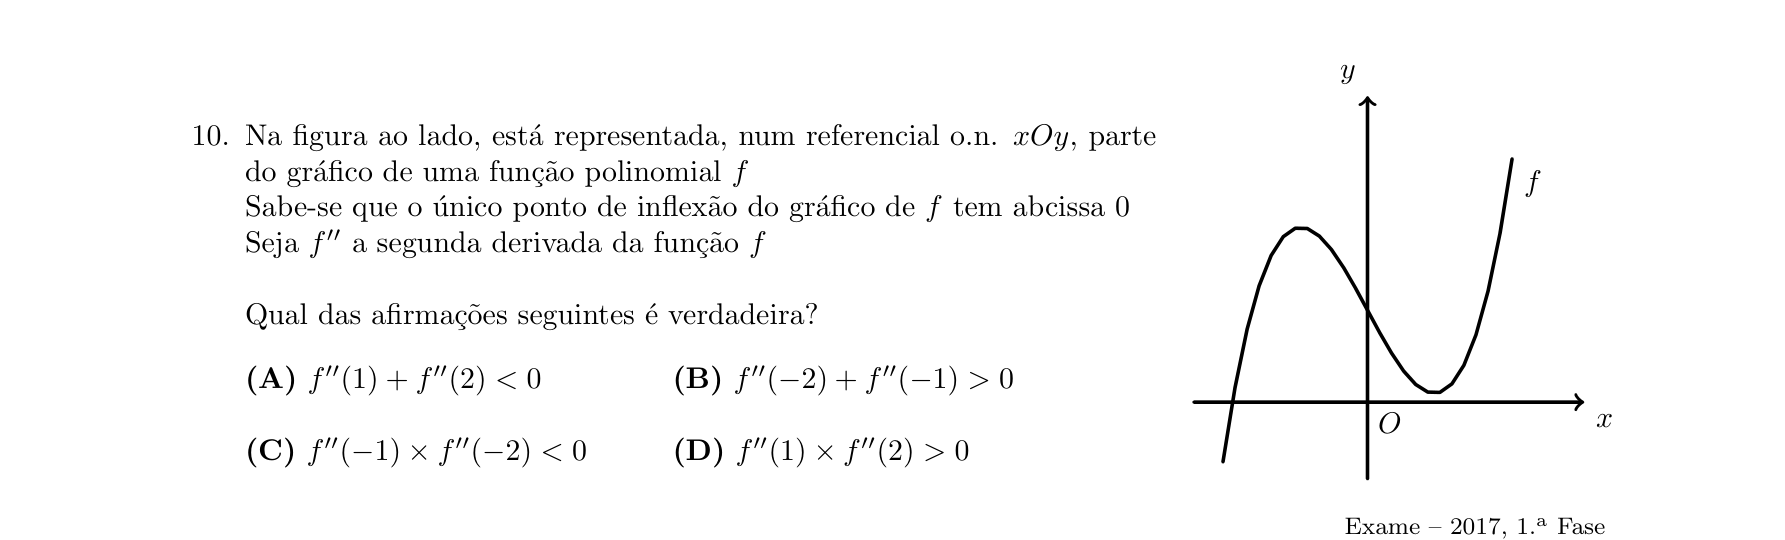 10. Na figura ao lado, está representada, num referencial o.n. xOy, parte
do gráfico de uma função polinomial f
Sabe-se que o único ponto de inflexão do gráfico de f tem abcissa 0
Seja f′′ a segunda derivada da função f
Qual das afirmações seguintes é verdadeira?
(A) f′′(1) + f′′(2) < 0 (B) f′′(−2) + f′′(−1) > 0
(C) f′′(−1) × f′′(−2) < 0 (D) f′′(1) × f′′(2) > 0
y
f
O
x
Exame – 2017, 1.ª Fase